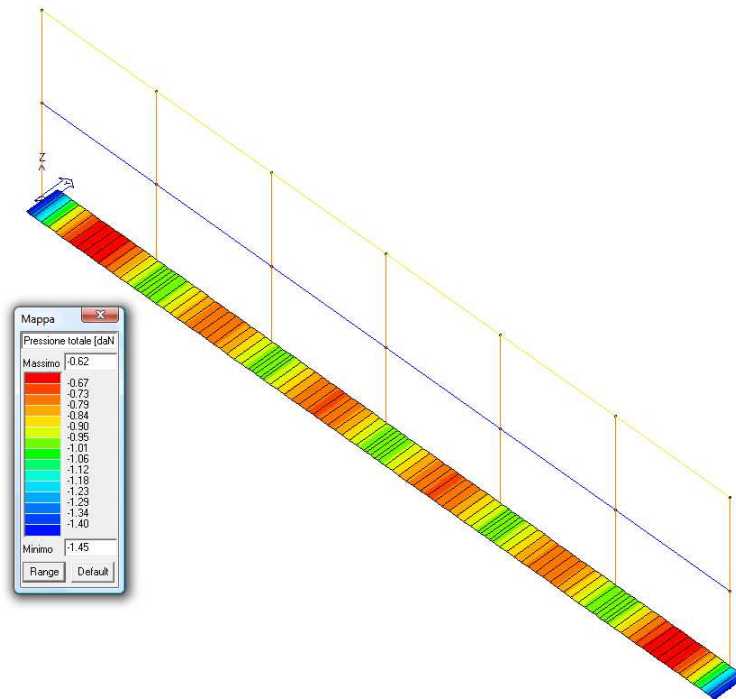 Z
Y
Mappa
Pressione totale [daN
Massimo -0.62
-0.67
-0.73
-0.79
-0.84
-0.90
-0.95
-1.01
-1.06
-1.12
-1.18
-1.23
-1.29
-1.34
-1.40
Minimo -1.45
Range Default